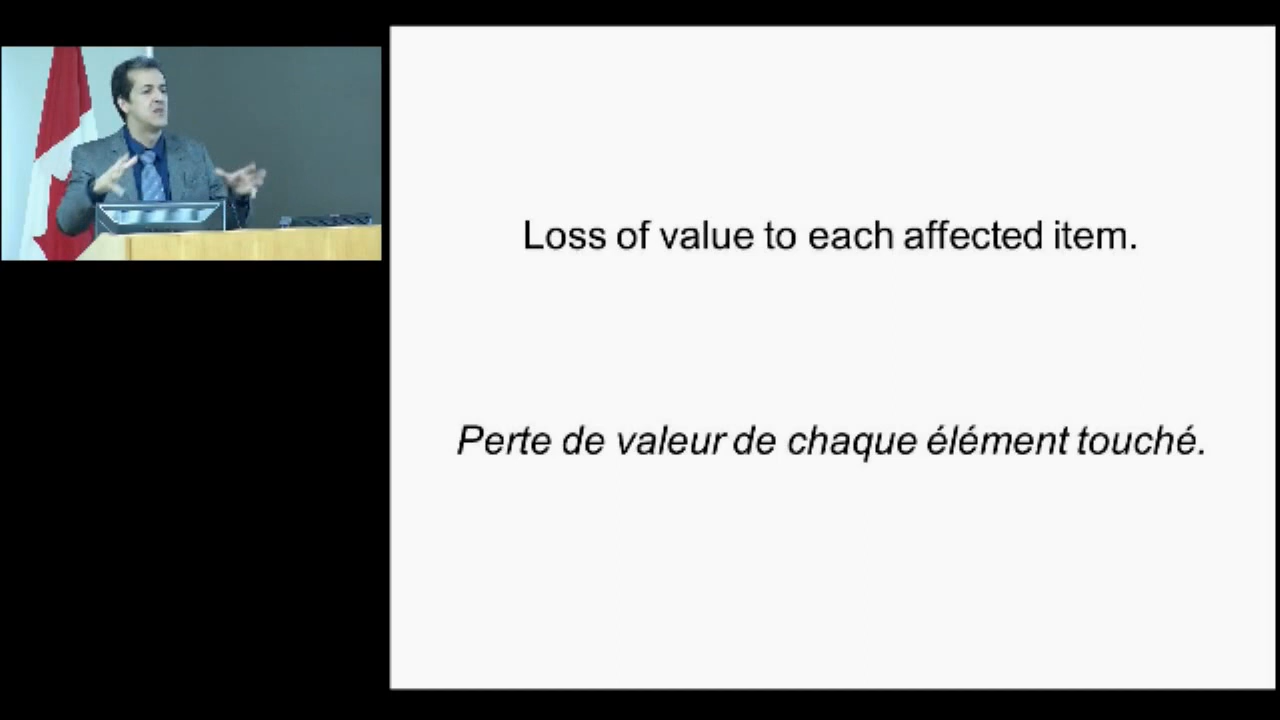 Loss of value to each affected item.
Perte de valeur de chaque élément touché.